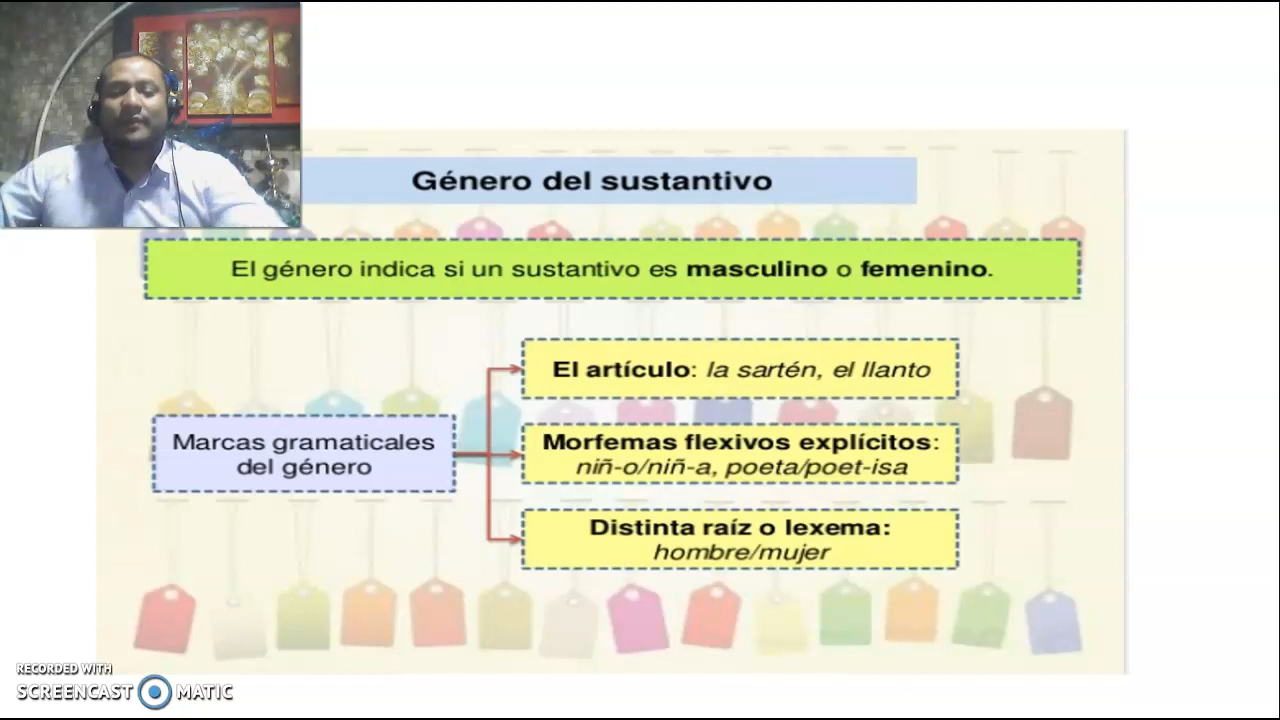 Género del sustantivo
El género indica si un sustantivo es masculino o femenino.
Marcas gramaticales
del género
El artículo: la sartén, el llanto
Morfemas flexivos explícitos:
niñ-o/niñ-a, poeta/poet-isa
Distinta raíz o lexema:
hombre/mujer
RECORDED WITH
SCREENCAST MATIC